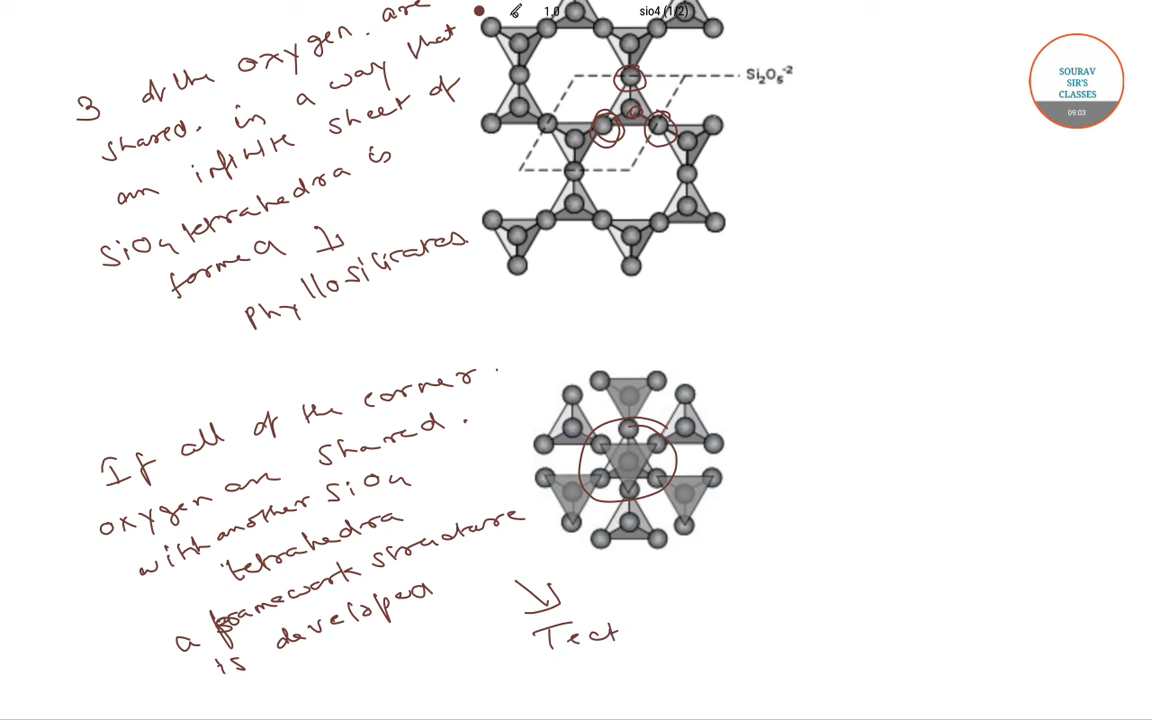 1.0
sio4 (1/2)
3 of the oxygen are
shared. in a way that
an infinite sheet of
SiO4 tetrahedra is
formed
phyllosilicates.
Si₂O₅⁻²
SOURAV
SIR'S
CLASSES
09:03
If all of the corner
oxygen are shared.
with another SiO4
tetrahedra
a framework structure
is developed
Tect